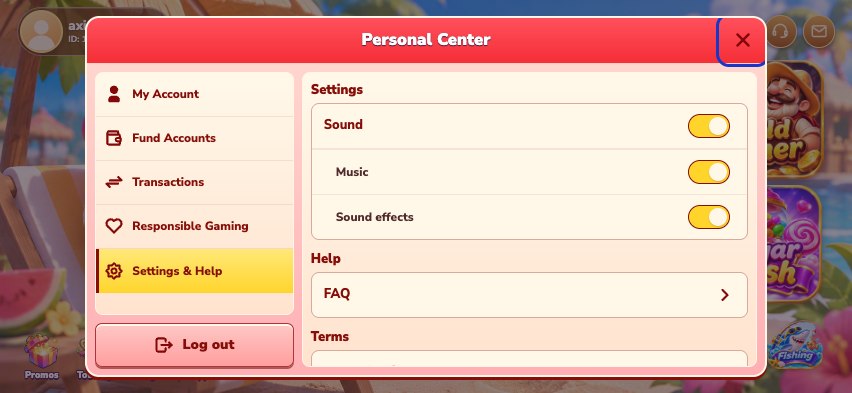 Personal Center
My Account
Fund Accounts
Transactions
Responsible Gaming
Settings & Help
Log out
Settings
Sound
Music
Sound effects
Help
FAQ
Terms
Promos
Fishing